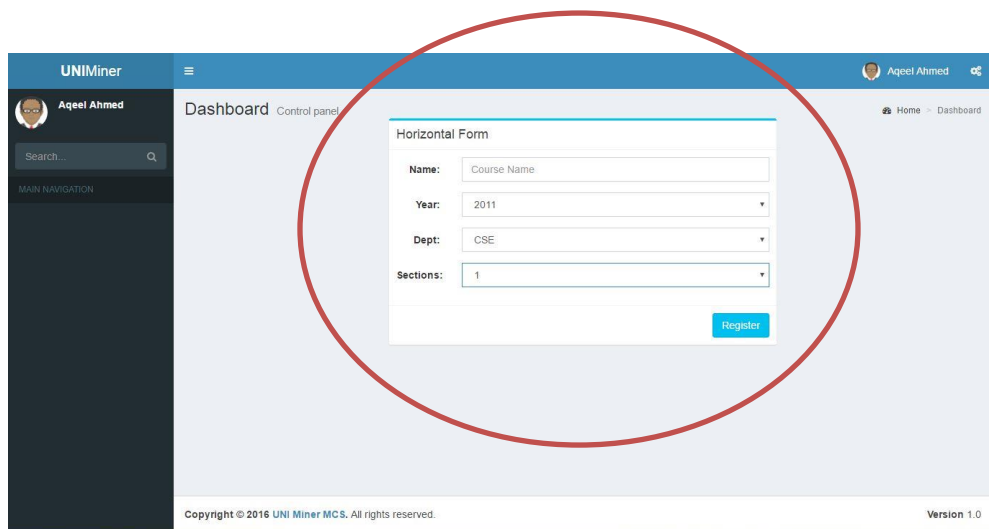 UNIMiner
Aqeel Ahmed
Aqeel Ahmed
Search...
MAIN NAVIGATION
Dashboard Control panel
Home > Dashboard
Horizontal Form
Name: Course Name
Year: 2011
Dept: CSE
Sections: 1
Register
Copyright © 2016 UNI Miner MCS. All rights reserved.
Version 1.0